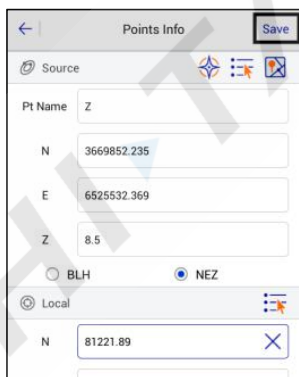 Points Info Save
Source
Pt Name Z
N 3669852.235
E 6525532.369
Z 8.5
BLH NEZ
Local
N 81221.89